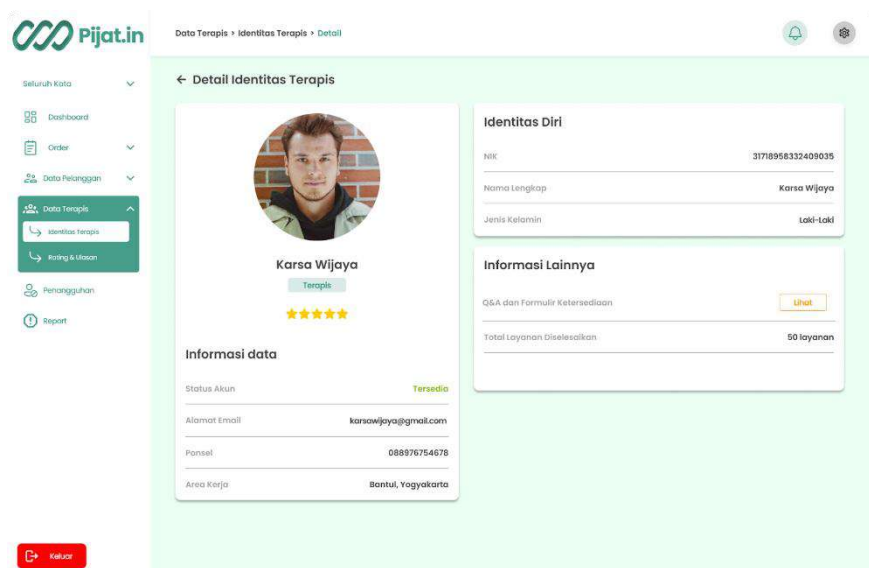 Pijat.in
Data Terapis > Identitas Terapis > Detail
Seluruh Kota
Dashboard
Order
Data Pelanggan
Data Terapis
Identitas Terapis
Rating & Ulasan
Penangguhan
Report
Keluar
← Detail Identitas Terapis
Karsa Wijaya
Terapis
Informasi data
Status Akun Tersedia
Alamat Email karsawijaya@gmail.com
Ponsel 088976754678
Area Kerja Bantul, Yogyakarta
Identitas Diri
NIK 31718958332409035
Nama Lengkap Karsa Wijaya
Jenis Kelamin Laki-Laki
Informasi Lainnya
Q&A dan Formulir Ketersediaan Lihat
Total Layanan Diselesaikan 50 layanan